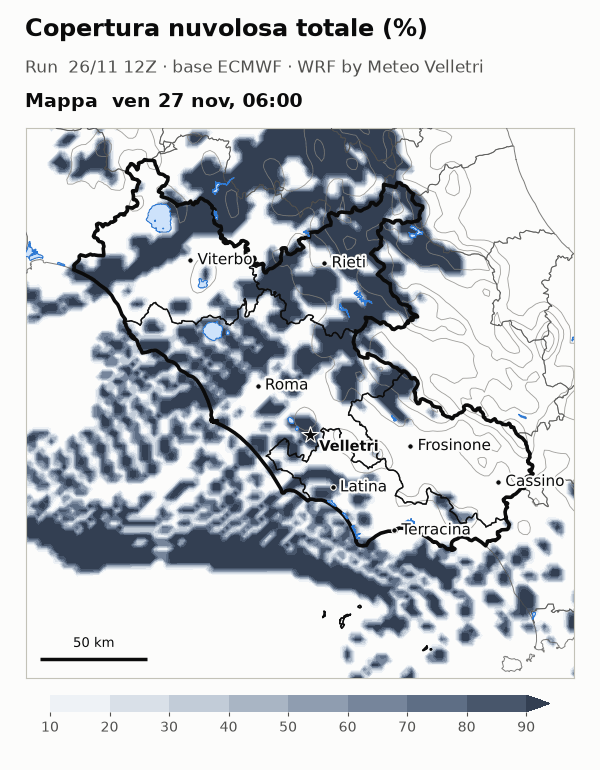 Copertura nuvolosa totale (%)
Run 26/11 12Z · base ECMWF · WRF by Meteo Velletri
Mappa ven 27 nov, 06:00
Viterbo
Rieti
Roma
Velletri
Frosinone
Latina
Cassino
Terracina
50 km
10 20 30 40 50 60 70 80 90